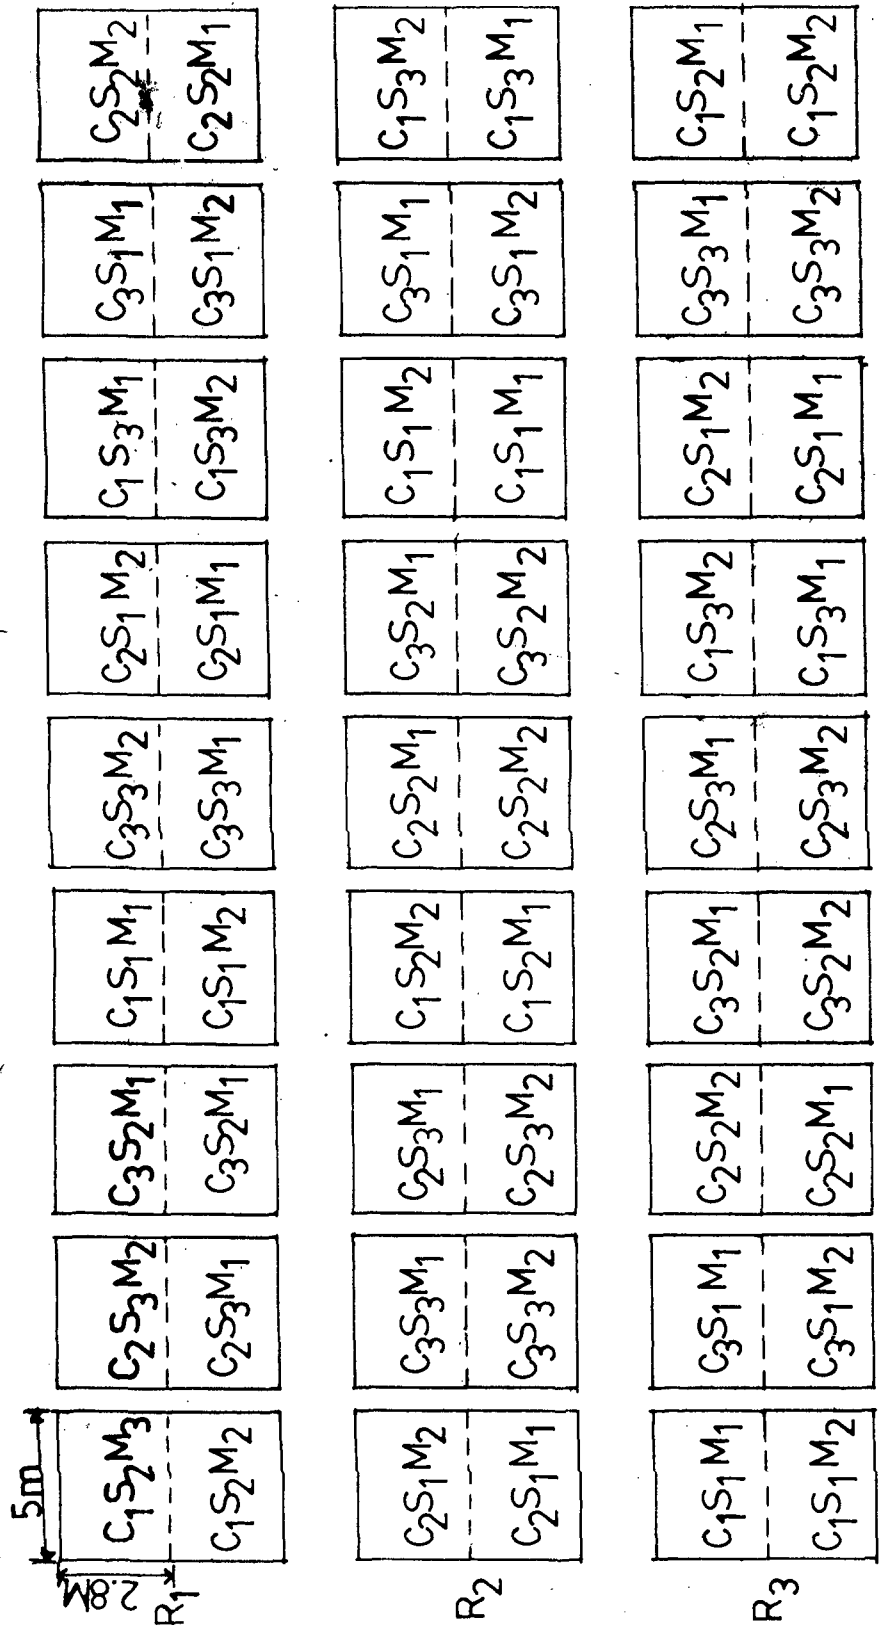 5m
2.8M
C₁S₂M₃ C₂S₃M₂ C₃S₂M₁ C₁S₁M₁ C₃S₃M₂ C₂S₁M₂ C₁S₃M₁ C₃S₁M₁ C₂S₂M₂
R₁
C₁S₂M₂ C₂S₃M₁ C₃S₂M₁ C₁S₁M₂ C₃S₃M₁ C₂S₁M₁ C₁S₃M₂ C₃S₁M₂ C₂S₂M₁
C₂S₁M₂ C₃S₃M₁ C₂S₃M₁ C₁S₂M₂ C₂S₂M₁ C₃S₂M₁ C₁S₁M₂ C₃S₁M₁ C₁S₃M₂
R₂
C₂S₁M₁ C₃S₃M₂ C₂S₃M₂ C₁S₂M₁ C₂S₂M₂ C₃S₂M₂ C₁S₁M₁ C₃S₁M₂ C₁S₃M₁
C₁S₁M₁ C₃S₁M₁ C₂S₂M₂ C₃S₂M₁ C₂S₃M₁ C₁S₃M₂ C₂S₁M₂ C₃S₃M₁ C₁S₂M₁
R₃
C₁S₁M₂ C₃S₁M₂ C₂S₂M₁ C₃S₂M₂ C₂S₃M₂ C₁S₃M₁ C₂S₁M₁ C₃S₃M₂ C₁S₂M₂